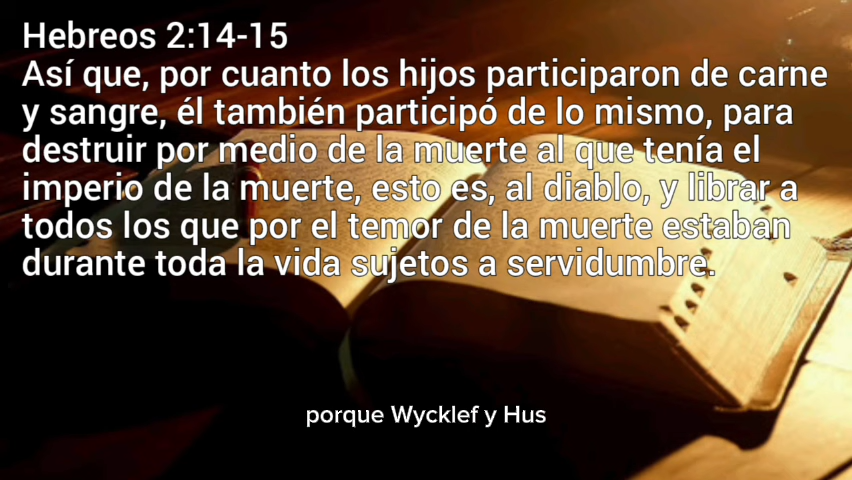 Hebreos 2:14-15
Así que, por cuanto los hijos participaron de carne
y sangre, él también participó de lo mismo, para
destruir por medio de la muerte al que tenía el
imperio de la muerte, esto es, al diablo, y librar a
todos los que por el temor de la muerte estaban
durante toda la vida sujetos a servidumbre.
porque Wycklef y Hus